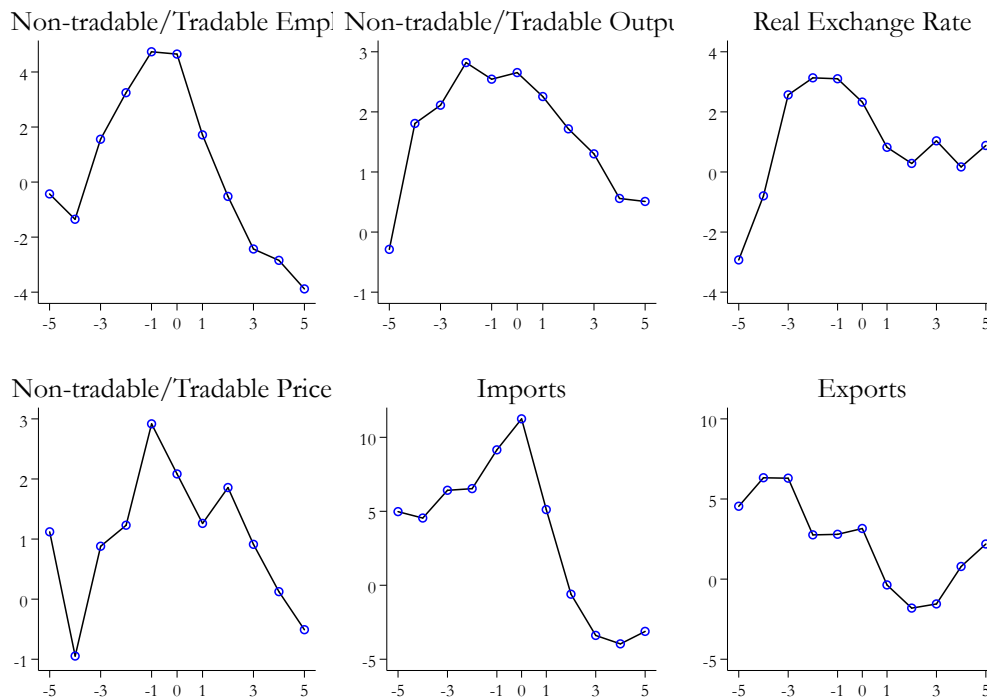 Non-tradable/Tradable Empl
Non-tradable/Tradable Outpu
Real Exchange Rate
4
2
0
-2
-4
-5 -3 -1 0 1 3 5
3
2
1
0
-1
-5 -3 -1 0 1 3 5
4
2
0
-2
-4
-5 -3 -1 0 1 3 5
Non-tradable/Tradable Price
Imports
Exports
3
2
1
0
-1
-5 -3 -1 0 1 3 5
10
5
0
-5
-5 -3 -1 0 1 3 5
10
5
0
-5
-5 -3 -1 0 1 3 5